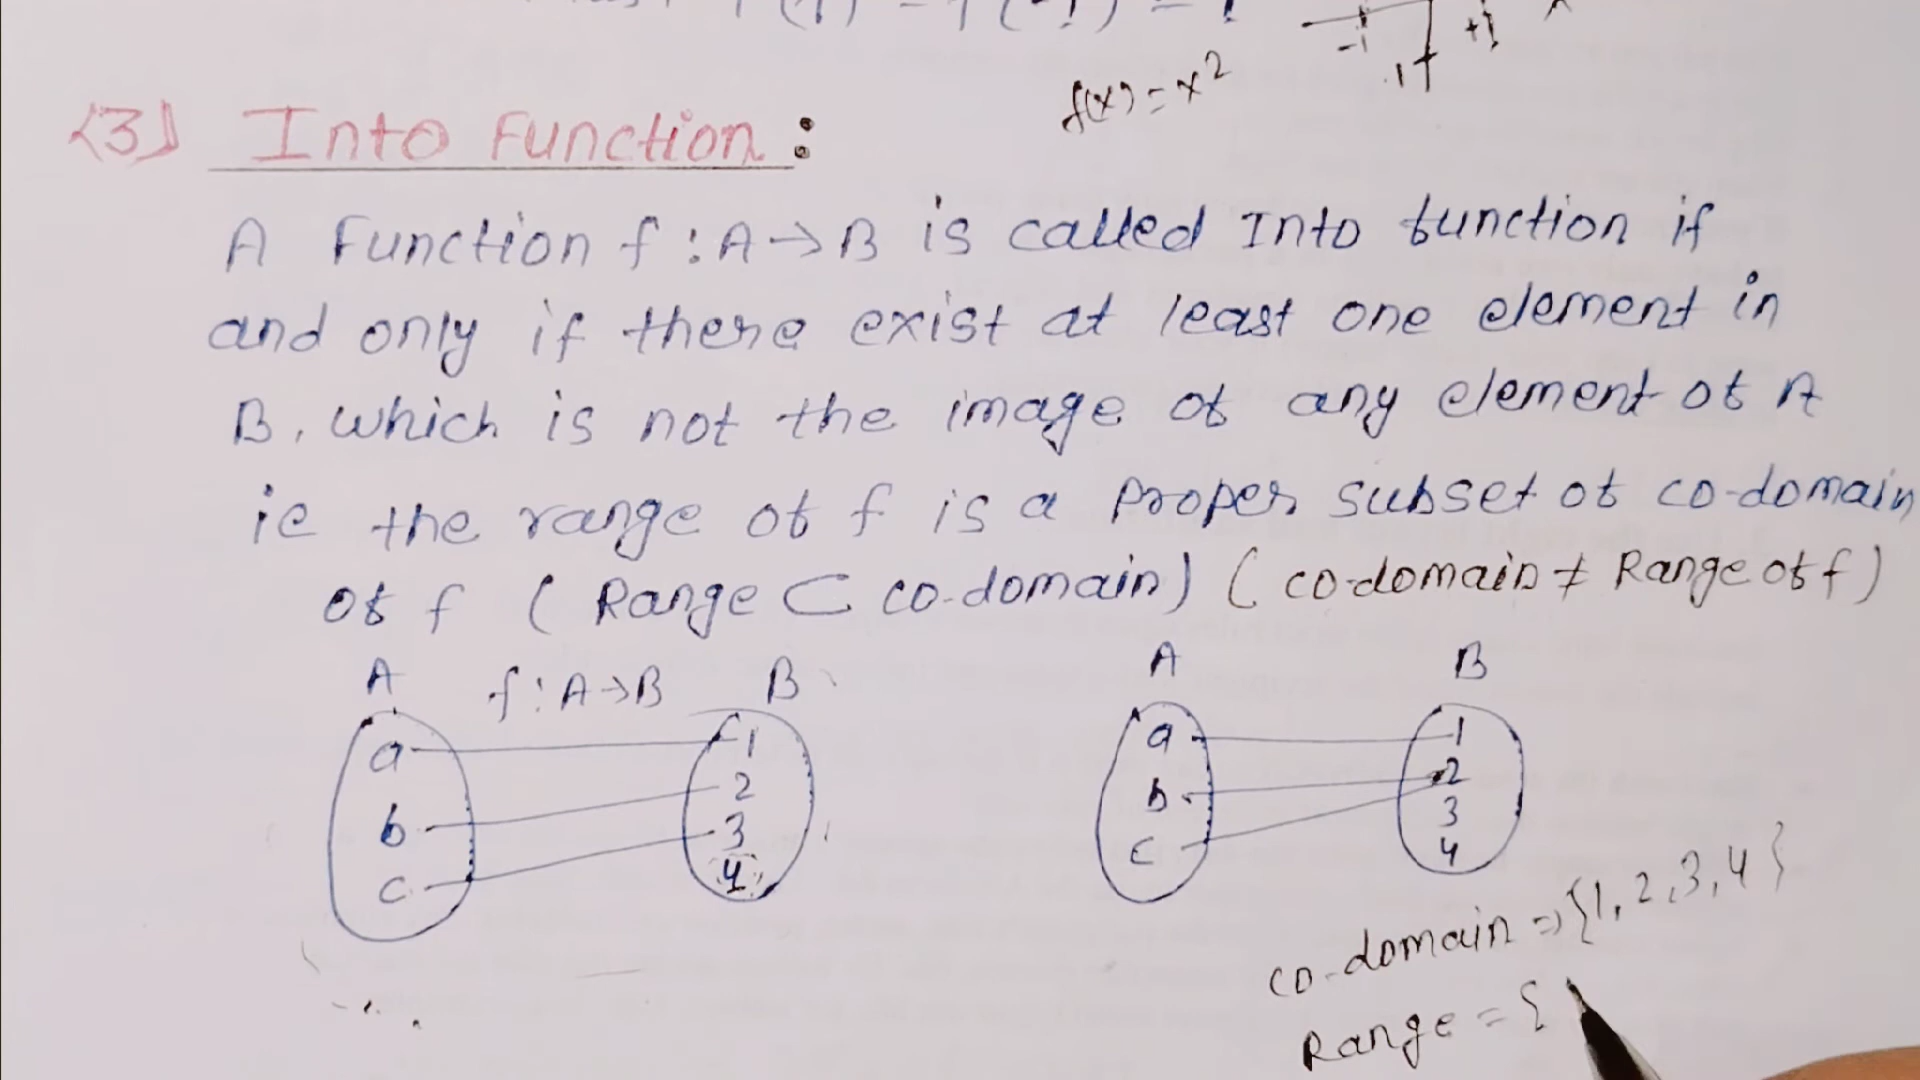 f(x) = x²
(3) Into Function :
A Function f : A → B is called Into function if
and only if there exist at least one element in
B, which is not the image of any element of A
ie the range of f is a proper subset of co-domain
of f ( Range ⊂ co-domain) ( co-domain ≠ Range of f )
A f : A → B B
a 1
b 2
c 3
4
A B
a 1
b 2
c 3
4
co-domain ⇒ {1, 2, 3, 4 }
Range = {